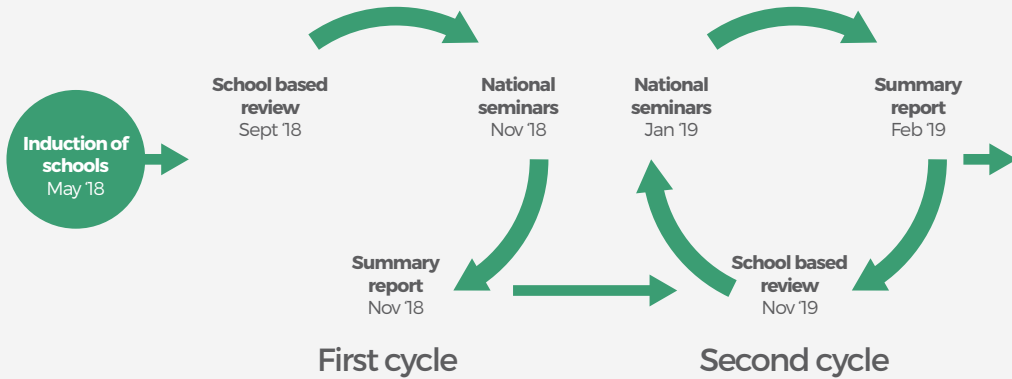 Induction of
schools
May ‘18
School based
review
Sept ‘18
National
seminars
Nov ‘18
Summary
report
Nov ‘18
First cycle
National
seminars
Jan ‘19
Summary
report
Feb ‘19
School based
review
Nov ‘19
Second cycle